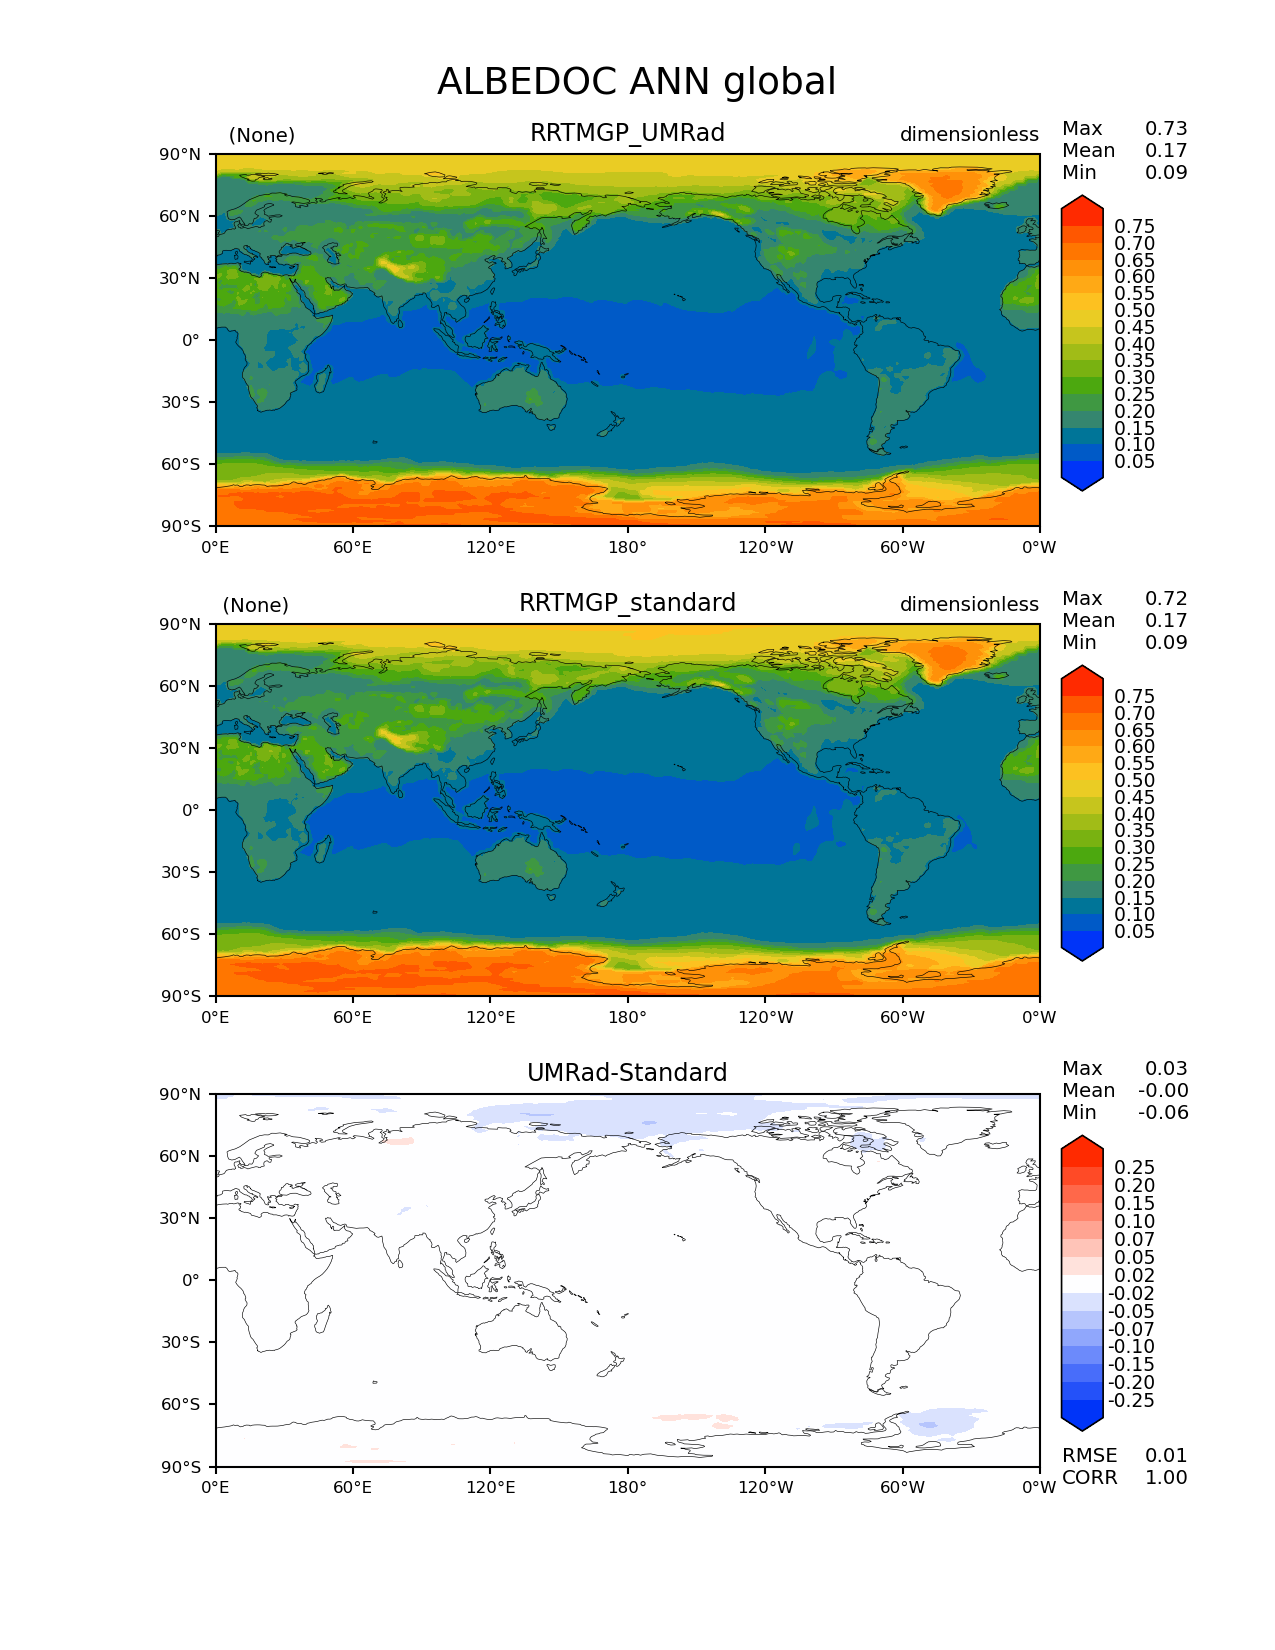 ALBEDOC ANN global
(None) RRTMGP_UMRad dimensionless
Max 0.73
Mean 0.17
Min 0.09
90°N
60°N
30°N
0°
30°S
60°S
90°S
0°E 60°E 120°E 180° 120°W 60°W 0°W
0.75
0.70
0.65
0.60
0.55
0.50
0.45
0.40
0.35
0.30
0.25
0.20
0.15
0.10
0.05
(None) RRTMGP_standard dimensionless
Max 0.72
Mean 0.17
Min 0.09
90°N
60°N
30°N
0°
30°S
60°S
90°S
0°E 60°E 120°E 180° 120°W 60°W 0°W
0.75
0.70
0.65
0.60
0.55
0.50
0.45
0.40
0.35
0.30
0.25
0.20
0.15
0.10
0.05
UMRad-Standard
Max 0.03
Mean -0.00
Min -0.06
90°N
60°N
30°N
0°
30°S
60°S
90°S
0°E 60°E 120°E 180° 120°W 60°W 0°W
0.25
0.20
0.15
0.10
0.07
0.05
0.02
-0.02
-0.05
-0.07
-0.10
-0.15
-0.20
-0.25
RMSE 0.01
CORR 1.00